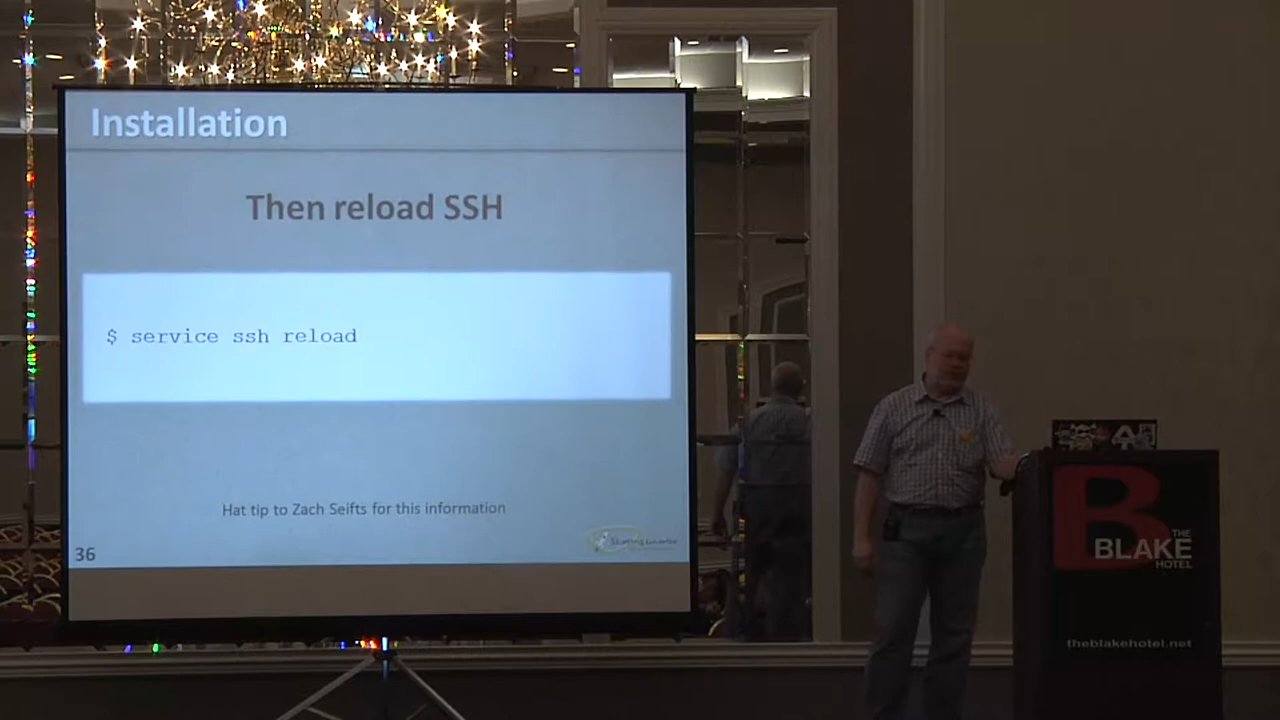 Installation
Then reload SSH
$ service ssh reload
Hat tip to Zach Seifts for this information
36
B
THE
BLAKE
HOTEL
theblakehotel.net